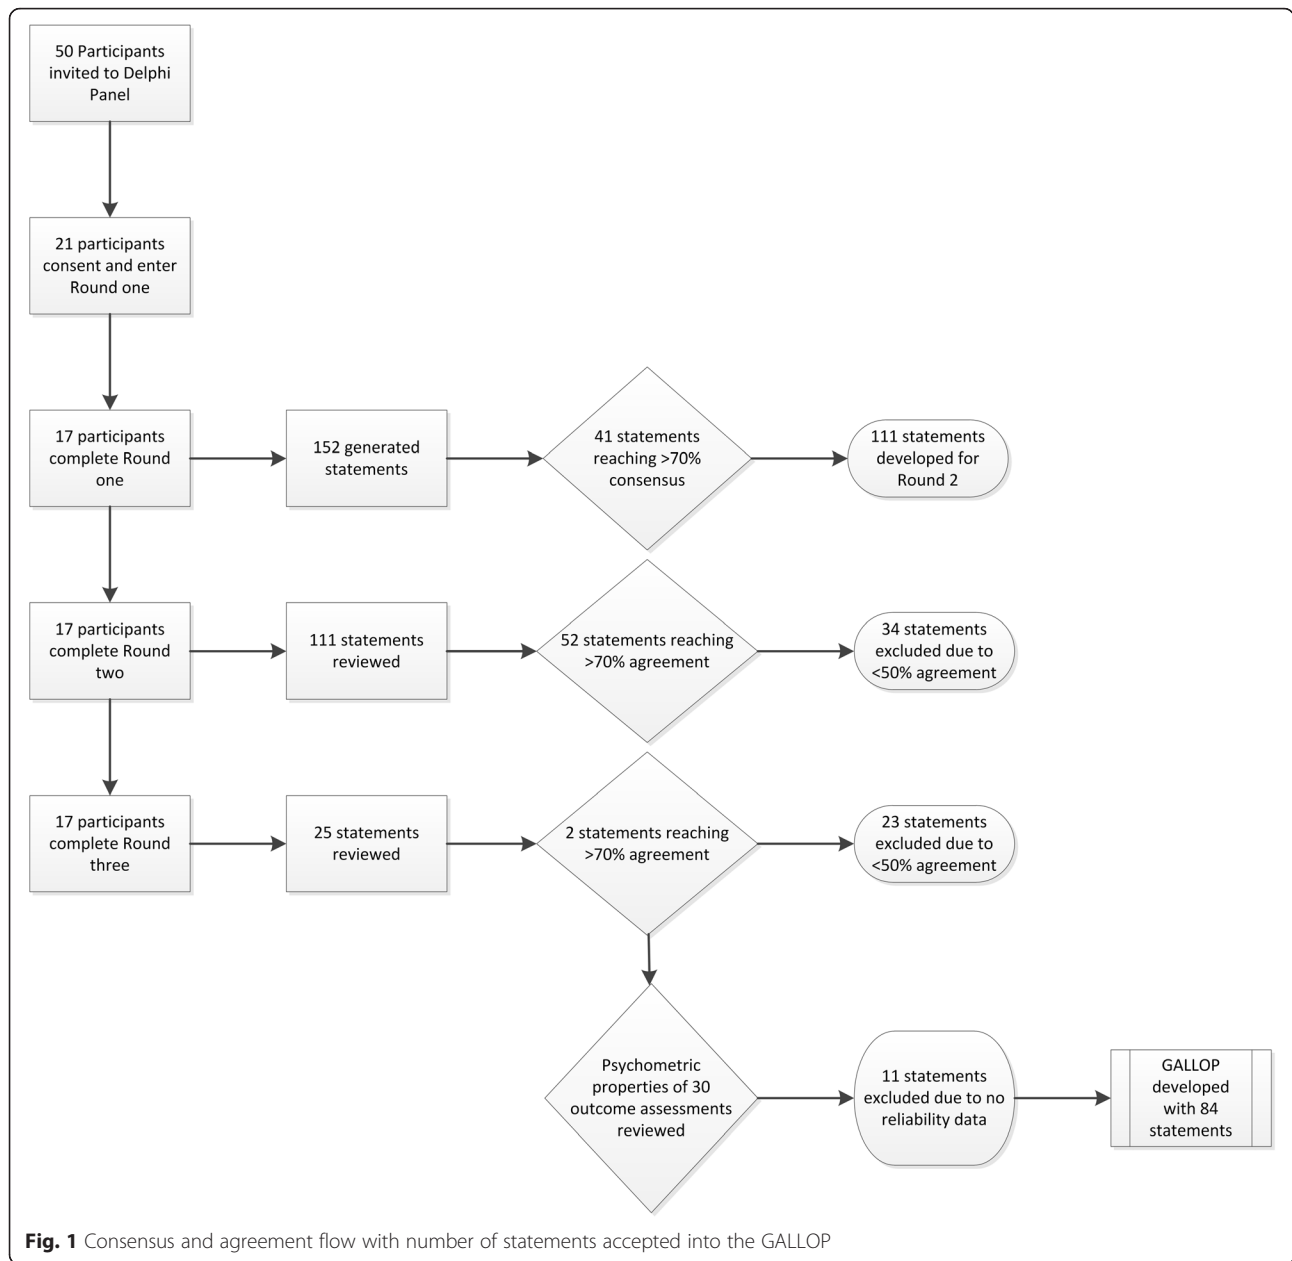 50 Participants
invited to Delphi
Panel
21 participants
consent and enter
Round one
17 participants
complete Round
one
152 generated
statements
41 statements
reaching >70%
consensus
111 statements
developed for
Round 2
17 participants
complete Round
two
111 statements
reviewed
52 statements reaching
>70% agreement
34 statements
excluded due to
<50% agreement
17 participants
complete Round
three
25 statements
reviewed
2 statements reaching
>70% agreement
23 statements
excluded due to
<50% agreement
Psychometric
properties of 30
outcome assessments
reviewed
11 statements
excluded due to no
reliability data
GALLOP
developed
with 84
statements
Fig. 1 Consensus and agreement flow with number of statements accepted into the GALLOP